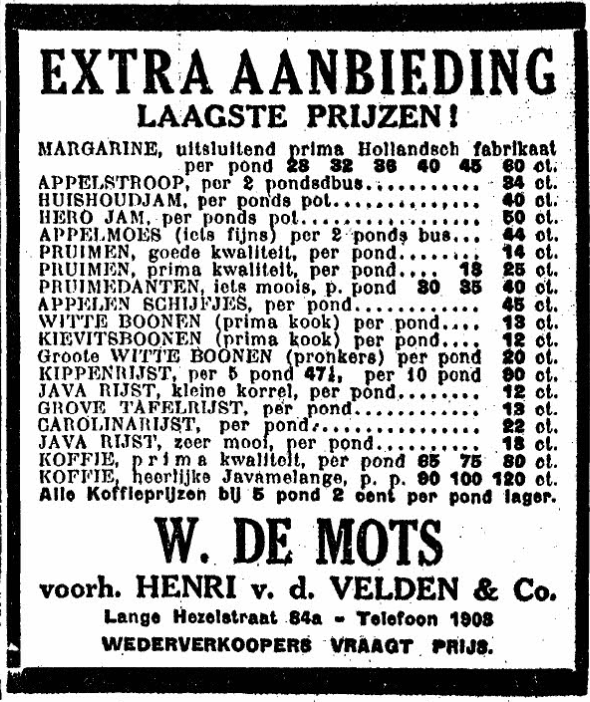 EXTRA AANBIEDING
LAAGSTE PRIJZEN!
MARGARINE, uitsluitend prima Hollandsch fabrikaat
per pond 28 32 36 40 45 60 ct.
APPELSTROOP, per 2 pondsdbus........... 34 ct.
HUISHOUDJAM, per ponds pot............. 40 ct.
HERO JAM, per ponds pot................ 50 ct.
APPELMOES (iets fijns) per 2 ponds bus... 44 ct.
PRUIMEN, goede kwaliteit, per pond....... 14 ct.
PRUIMEN, prima kwaliteit, per pond.... 18 25 ct.
PRUIMEDANTEN, iets moois, p. pond 30 35 40 ct.
APPELEN SCHIJFJES, per pond............ 45 ct.
WITTE BOONEN (prima kook) per pond.... 13 ct.
KIEVITSBOONEN (prima kook) per pond.... 12 ct.
Groote WITTE BOONEN (pronkers) per pond 20 ct.
KIPPENRIJST, per 5 pond 47½, per 10 pond 90 ct.
JAVA RIJST, kleine korrel, per pond........ 12 ct.
GROVE TAFELRIJST, per pond............ 13 ct.
CAROLINARIJST, per pond............... 22 ct.
JAVA RIJST, zeer mooi, per pond.......... 18 ct.
KOFFIE, prima kwaliteit, per pond 65 75 80 ct.
KOFFIE, heerlijke Javamelange, p. p. 90 100 120 ct.
Alle Koffieprijzen bij 5 pond 2 cent per pond lager.
W. DE MOTS
voorh. HENRI v. d. VELDEN & Co.
Lange Hezelstraat 84a - Telefoon 1908
WEDERVERKOOPERS VRAAGT PRIJS.